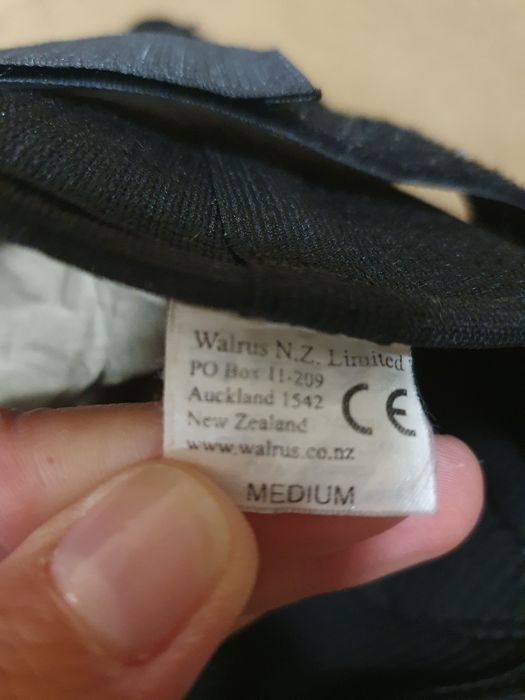 Walrus N.Z. Limited
PO Box 11-209
Auckland 1542
New Zealand
www.walrus.co.nz
CE
MEDIUM